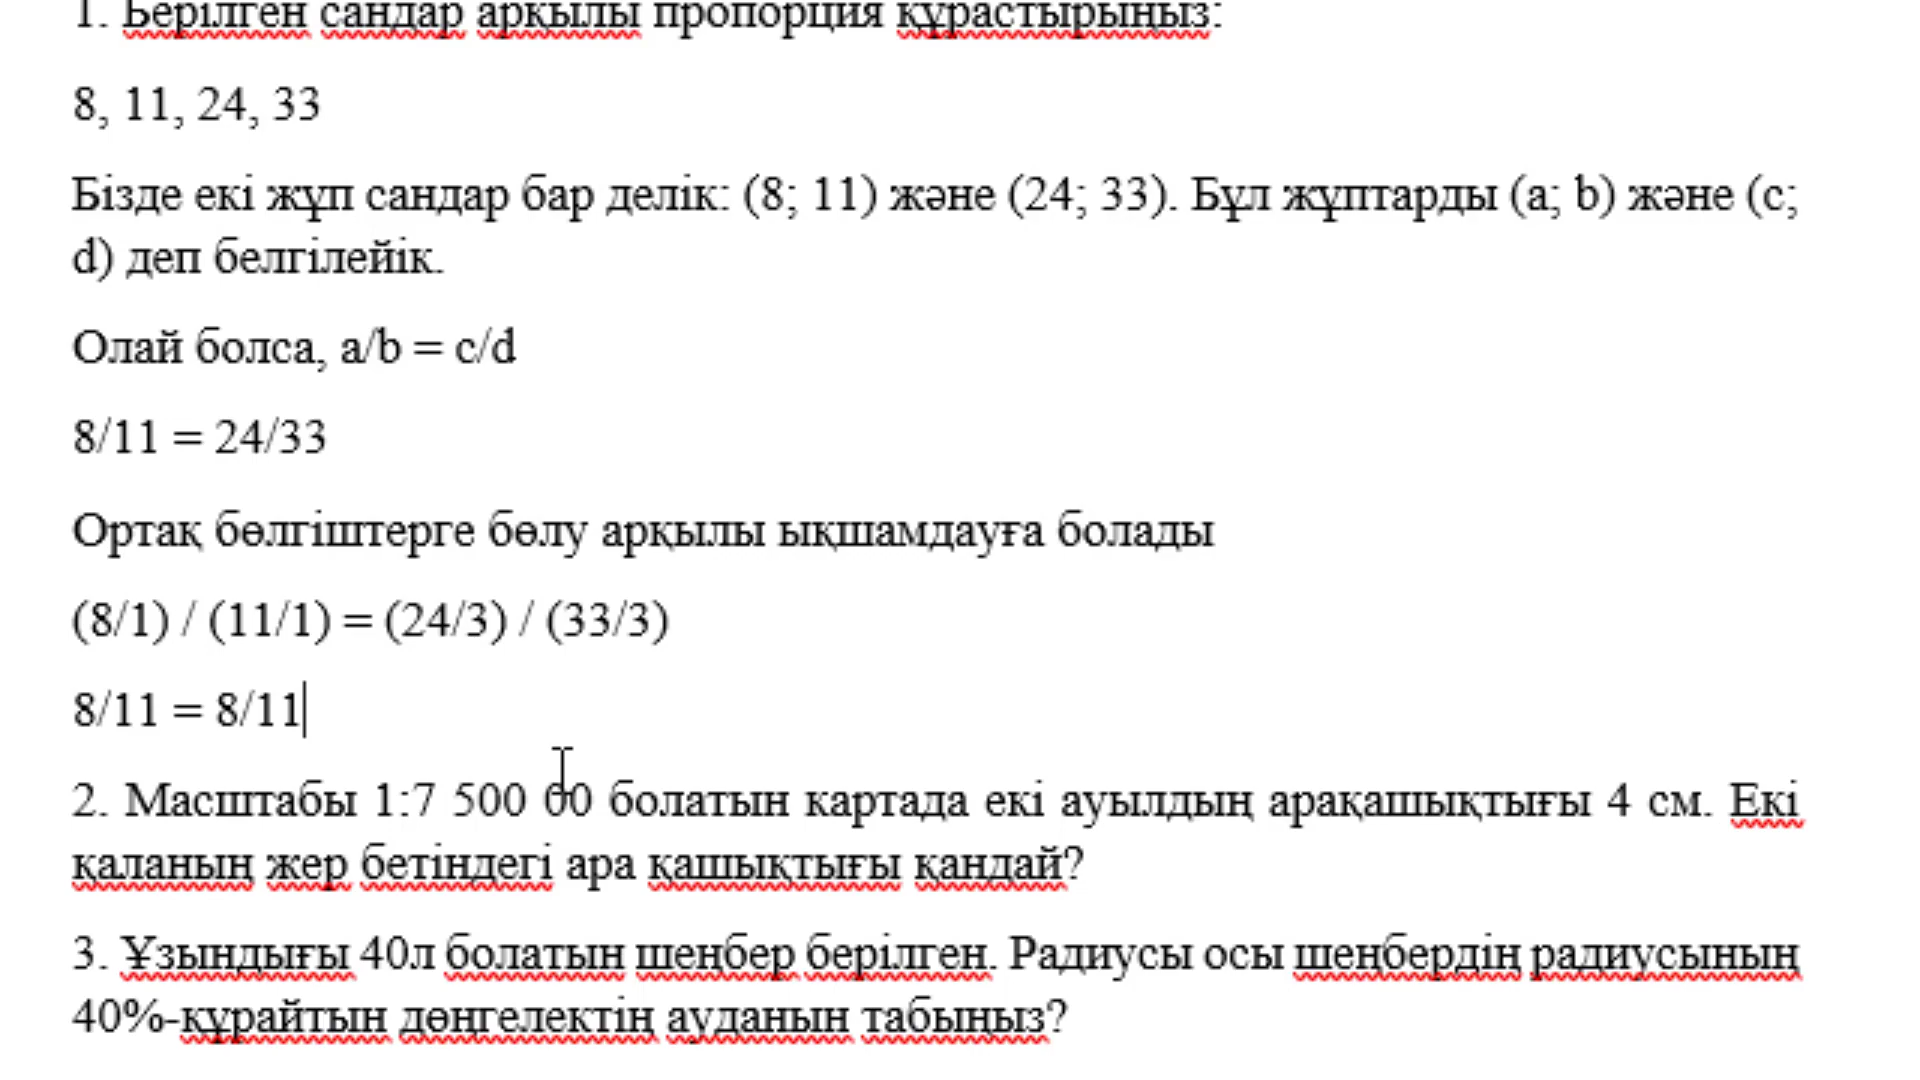 1. Берілген сандар арқылы пропорция құрастырыңыз:
8, 11, 24, 33
Бізде екі жұп сандар бар делік: (8; 11) және (24; 33). Бұл жұптарды (a; b) және (c;
d) деп белгілейік.
Олай болса, a/b = c/d
8/11 = 24/33
Ортақ бөлгіштерге бөлу арқылы ықшамдауға болады
(8/1) / (11/1) = (24/3) / (33/3)
8/11 = 8/11
2. Масштабы 1:7 500 00 болатын картада екі ауылдың арақашықтығы 4 см. Екі
қаланың жер бетіндегі ара қашықтығы қандай?
3. Ұзындығы 40л болатын шеңбер берілген. Радиусы осы шеңбердің радиусының
40%-құрайтын дөңгелектің ауданын табыңыз?